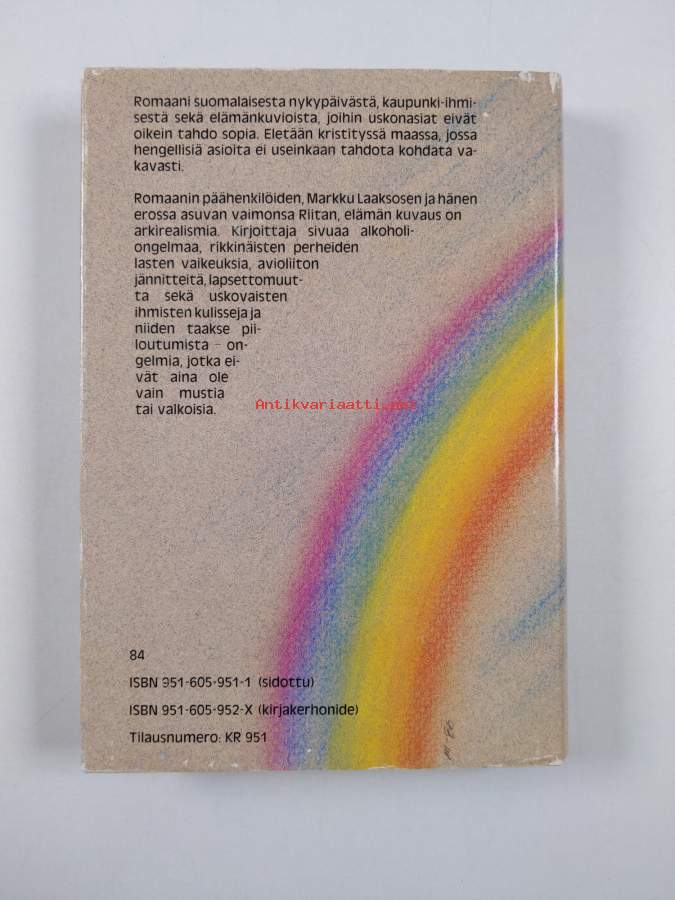 Romaani suomalaisesta nykypäivästä, kaupunki-ihmi-
sestä sekä elämänkuvioista, joihin uskonasiat eivät
oikein tahdo sopia. Eletään kristityssä maassa, jossa
hengellisiä asioita ei useinkaan tahdota kohdata va-
kavasti.
Romaanin päähenkilöiden, Markku Laaksosen ja hänen
erossa asuvan vaimonsa Riitan, elämän kuvaus on
arkirealismia. Kirjoittaja sivuaa alkoholi-
ongelmaa, rikkinäisten perheiden
lasten vaikeuksia, avioliiton
jännitteitä, lapsettomuut-
ta sekä uskovaisten
ihmisten kulisseja ja
niiden taakse pii-
loutumista - on-
gelmia, jotka ei-
vät aina ole
vain mustia
tai valkoisia.
Antikvariaatti.net
84
ISBN 951-605-951-1 (sidottu)
ISBN 951-605-952-X (kirjakerhonide)
Tilausnumero: KR 951